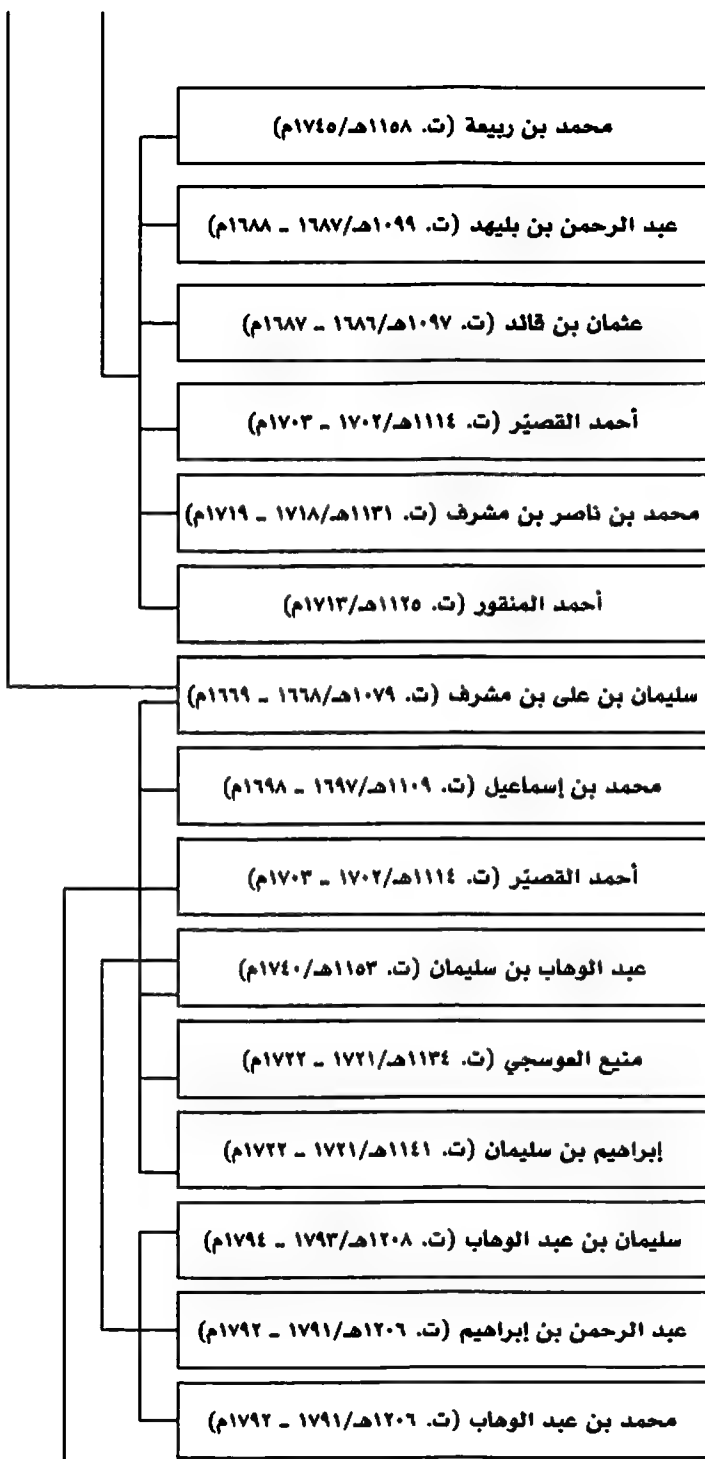 محمد بن ربيعة (ت. ١١٥٨هـ/١٧٤٥م)
عبد الرحمن بن بليهد (ت. ١٠٩٩هـ/١٦٨٧ ـ ١٦٨٨م)
عثمان بن قائد (ت. ١٠٩٧هـ/١٦٨٦ ـ ١٦٨٧م)
أحمد القصيّر (ت. ١١١٤هـ/١٧٠٢ ـ ١٧٠٣م)
محمد بن ناصر بن مشرف (ت. ١١٣١هـ/١٧١٨ ـ ١٧١٩م)
أحمد المنقور (ت. ١١٢٥هـ/١٧١٣م)
سليمان بن على بن مشرف (ت. ١٠٧٩هـ/١٦٦٨ ـ ١٦٦٩م)
محمد بن إسماعيل (ت. ١١٠٩هـ/١٦٩٧ ـ ١٦٩٨م)
أحمد القصيّر (ت. ١١١٤هـ/١٧٠٢ ـ ١٧٠٣م)
عبد الوهاب بن سليمان (ت. ١١٥٣هـ/١٧٤٠م)
منيع العوسجي (ت. ١١٣٤هـ/١٧٢١ ـ ١٧٢٢م)
إبراهيم بن سليمان (ت. ١١٤١هـ/١٧٢١ ـ ١٧٢٢م)
سليمان بن عبد الوهاب (ت. ١٢٠٨هـ/١٧٩٣ ـ ١٧٩٤م)
عبد الرحمن بن إبراهيم (ت. ١٢٠٦هـ/١٧٩١ ـ ١٧٩٢م)
محمد بن عبد الوهاب (ت. ١٢٠٦هـ/١٧٩١ ـ ١٧٩٢م)